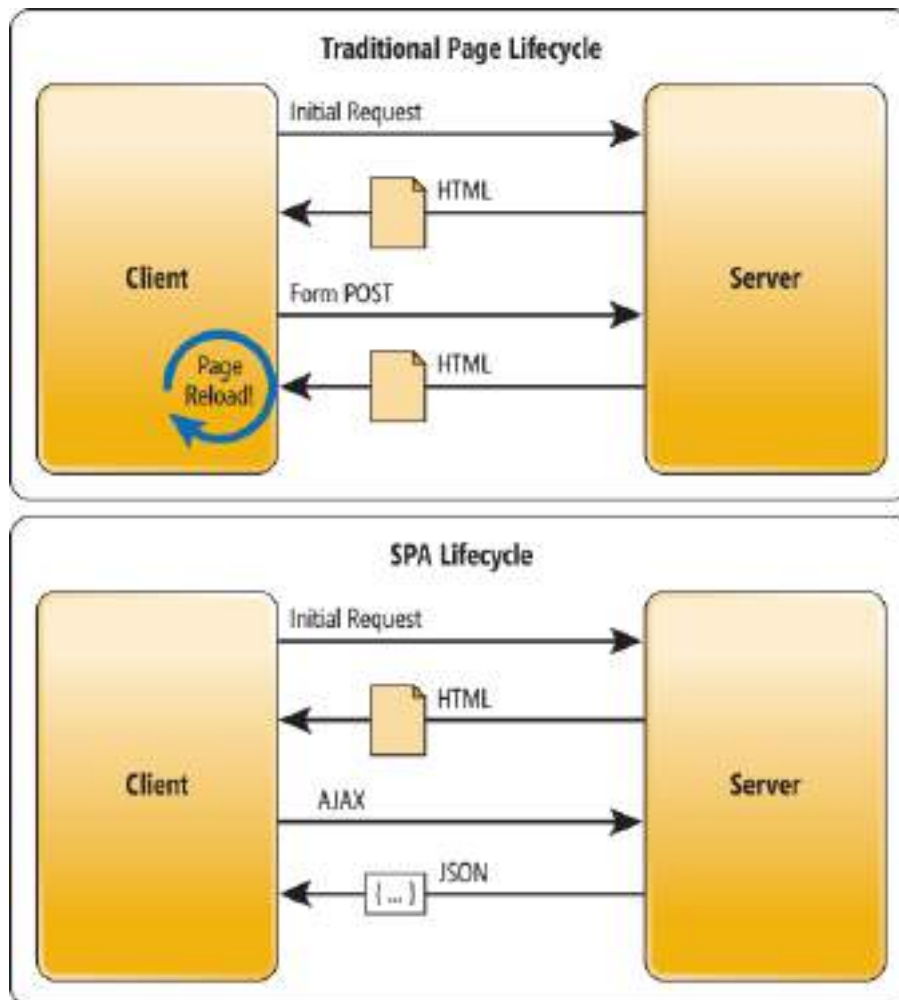 Traditional Page Lifecycle
Initial Request
HTML
Client
Server
Form POST
HTML
Page
Reload!
SPA Lifecycle
Initial Request
HTML
Client
Server
AJAX
JSON
{ ... }